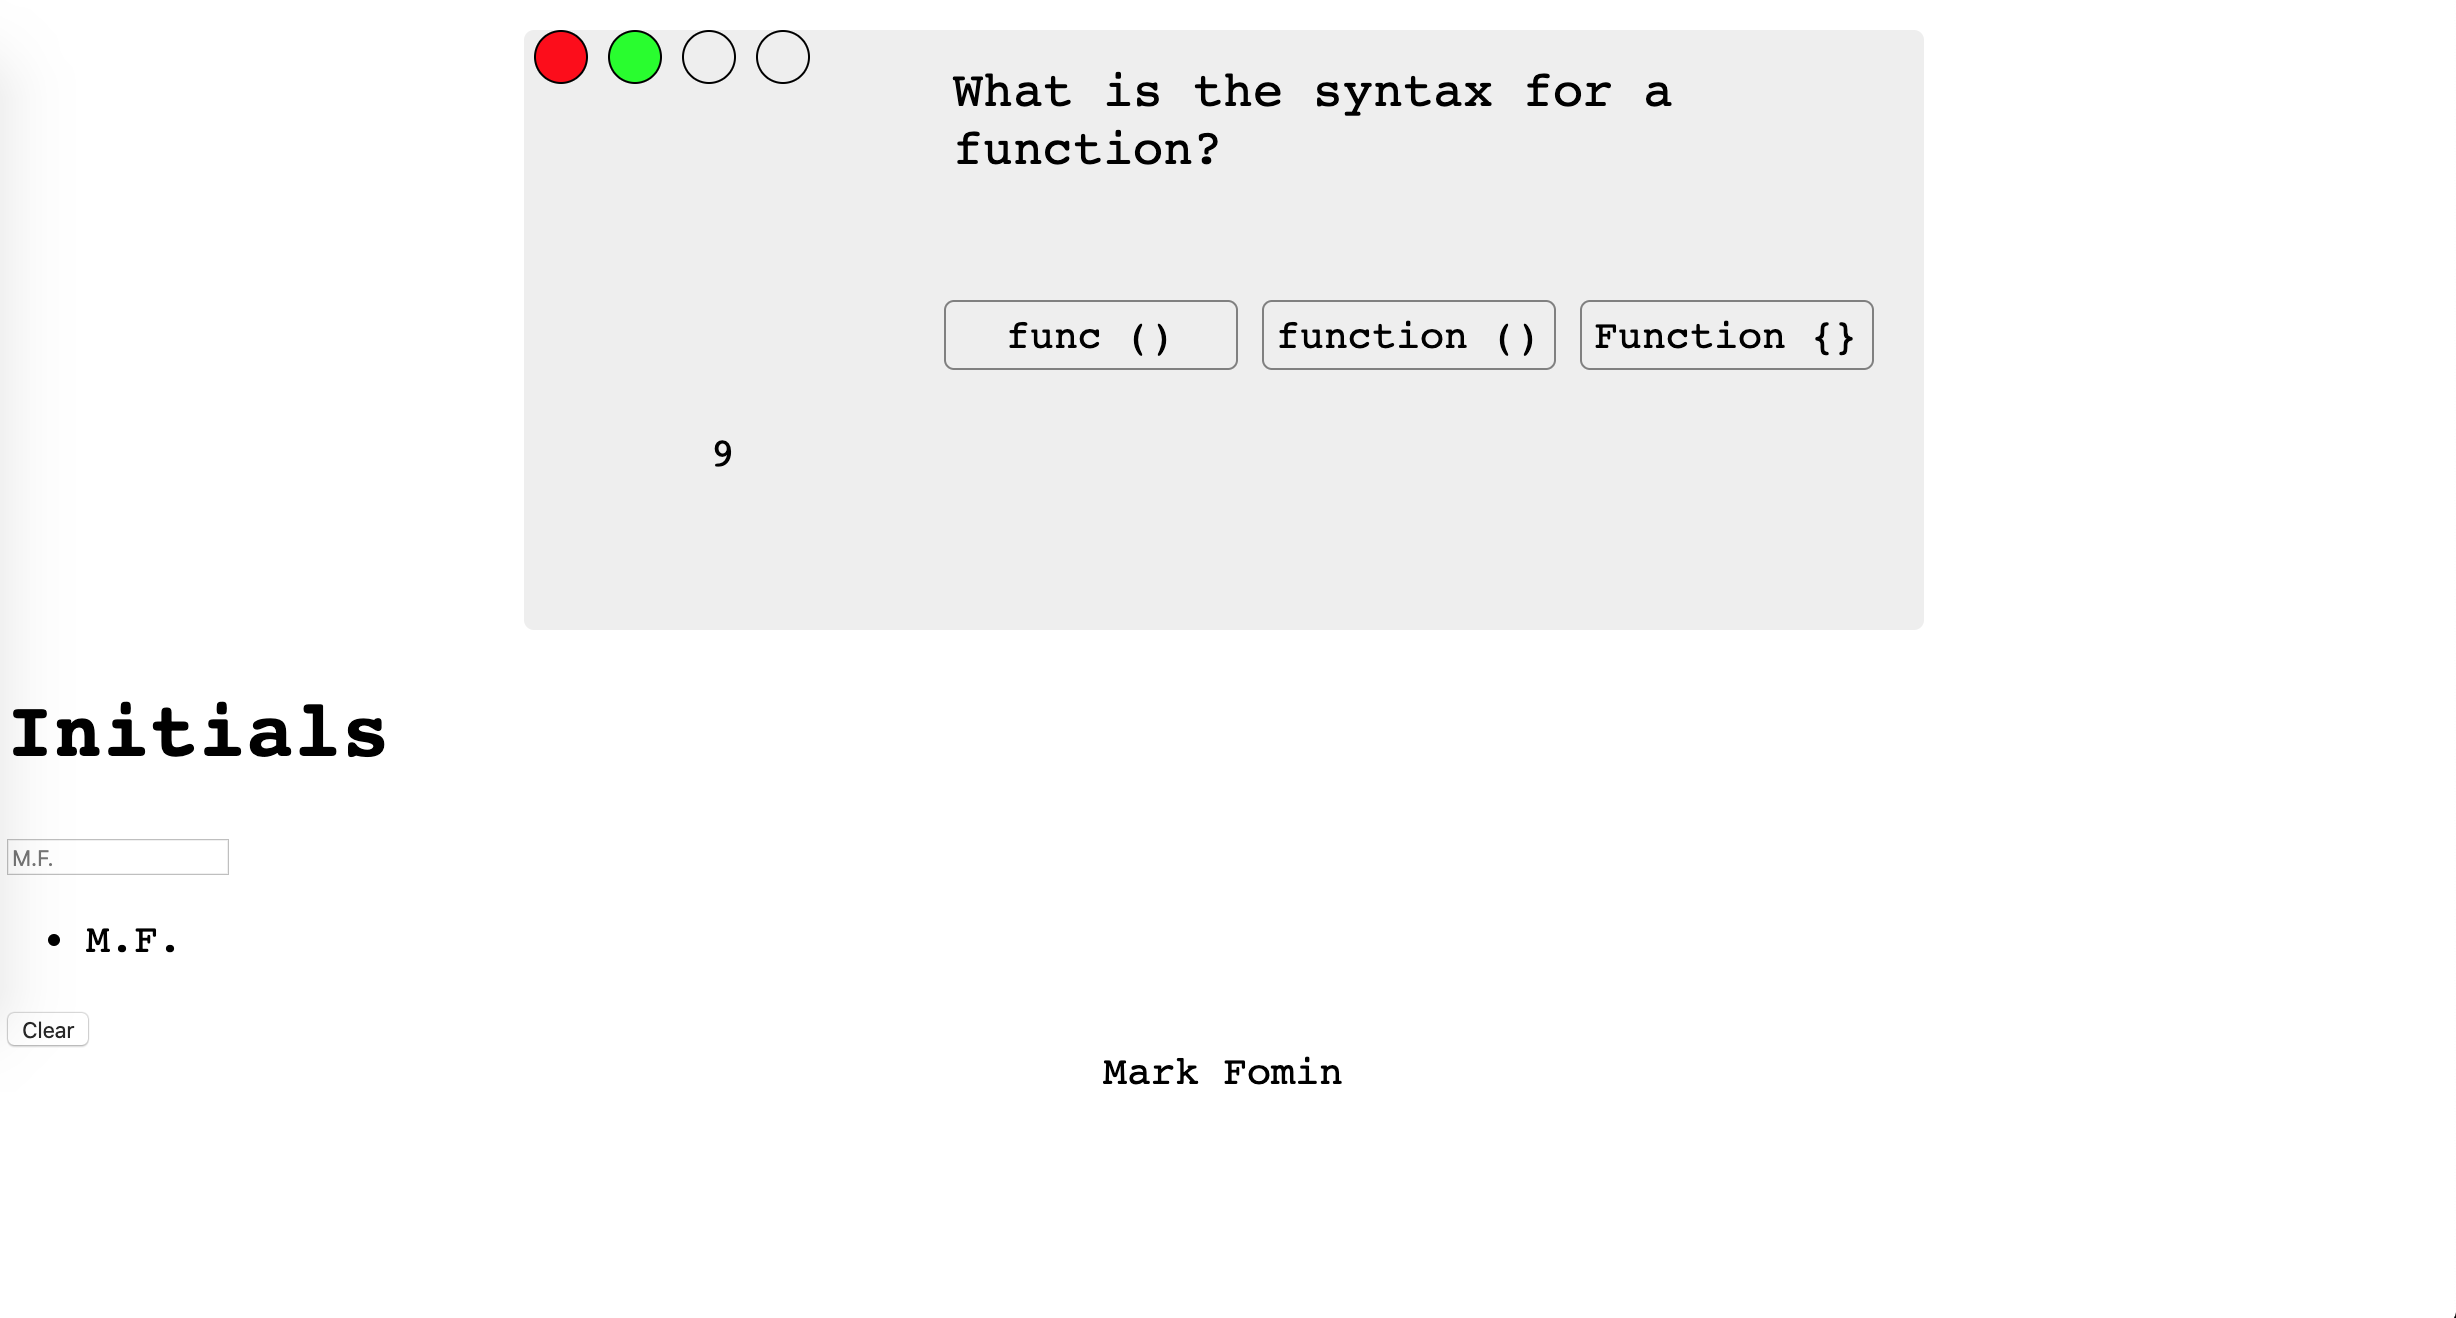 What is the syntax for a
function?
func ()
function ()
Function {}
9
Initials
M.F.
M.F.
Clear
Mark Fomin